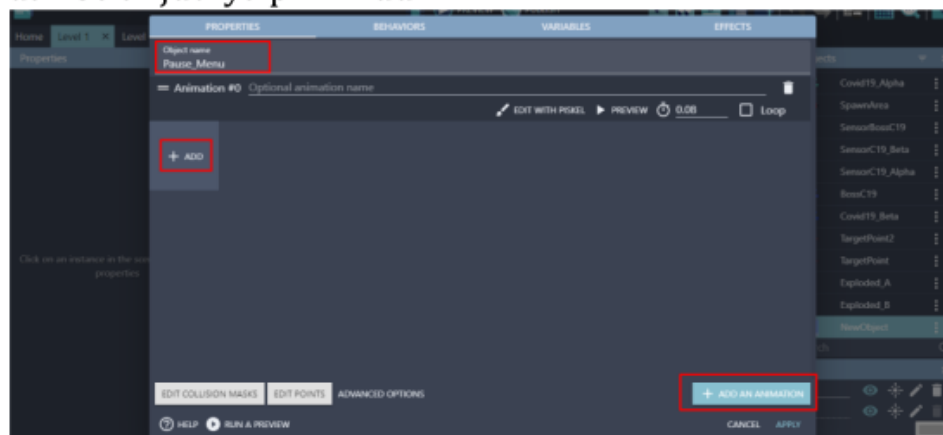 PROPERTIES BEHAVIORS VARIABLES EFFECTS
Home Level 1 × Level
Object name
Properties
Pause_Menu
Animation #0 Optional animation name
EDIT WITH PISKEL PREVIEW 0.08 Loop
+ ADD
Covid19_Alpha
SpawnArea
SensorBossC19
SensorC19_Beta
SensorC19_Alpha
BossC19
Covid19_Beta
TargetPoint2
TargetPoint
Exploded_A
Exploded_B
NewObject
Click on an instance in the
properties
EDIT COLLISION MASKS EDIT POINTS ADVANCED OPTIONS + ADD AN ANIMATION
HELP RUN A PREVIEW CANCEL APPLY